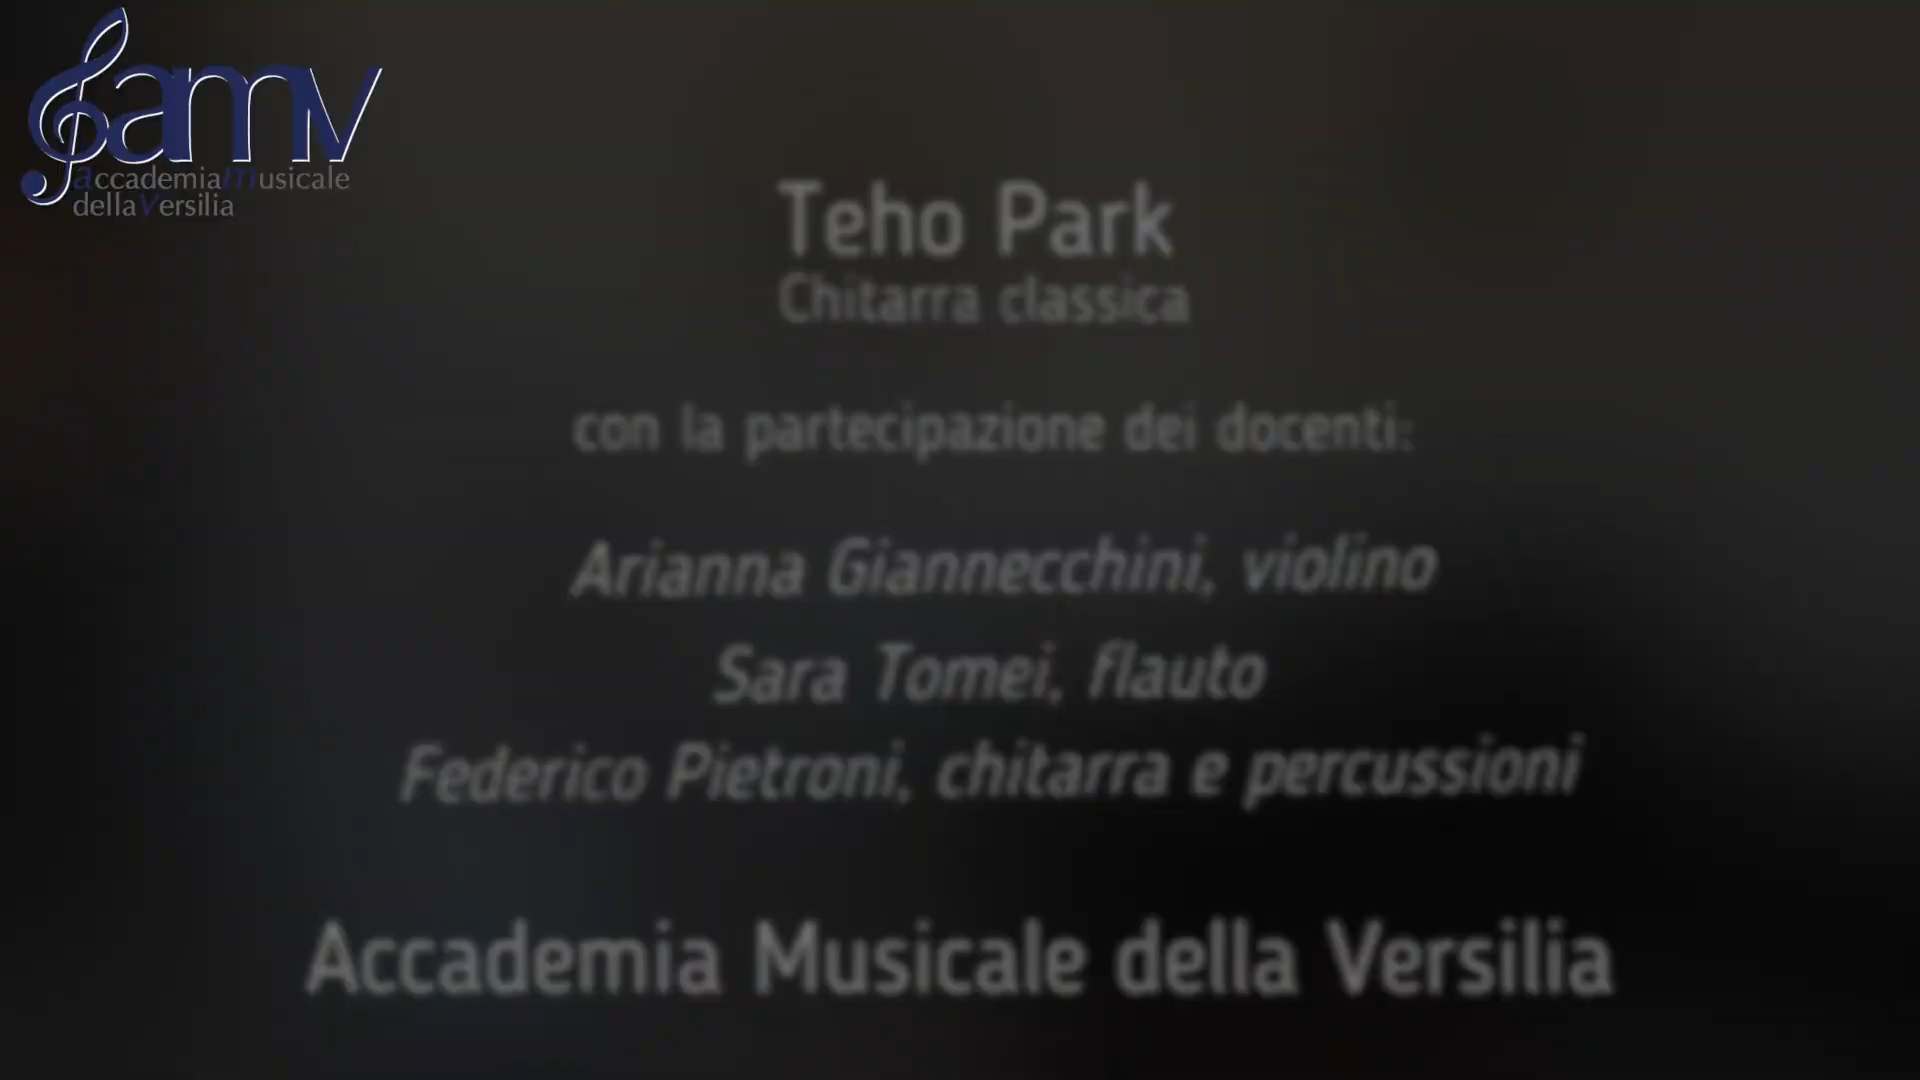 amv
accademia musicale
della Versilia
Teho Park
Chitarra classica
con la partecipazione dei docenti:
Arianna Giannecchini, violino
Sara Tomei, flauto
Federico Pietroni, chitarra e percussioni
Accademia Musicale della Versilia